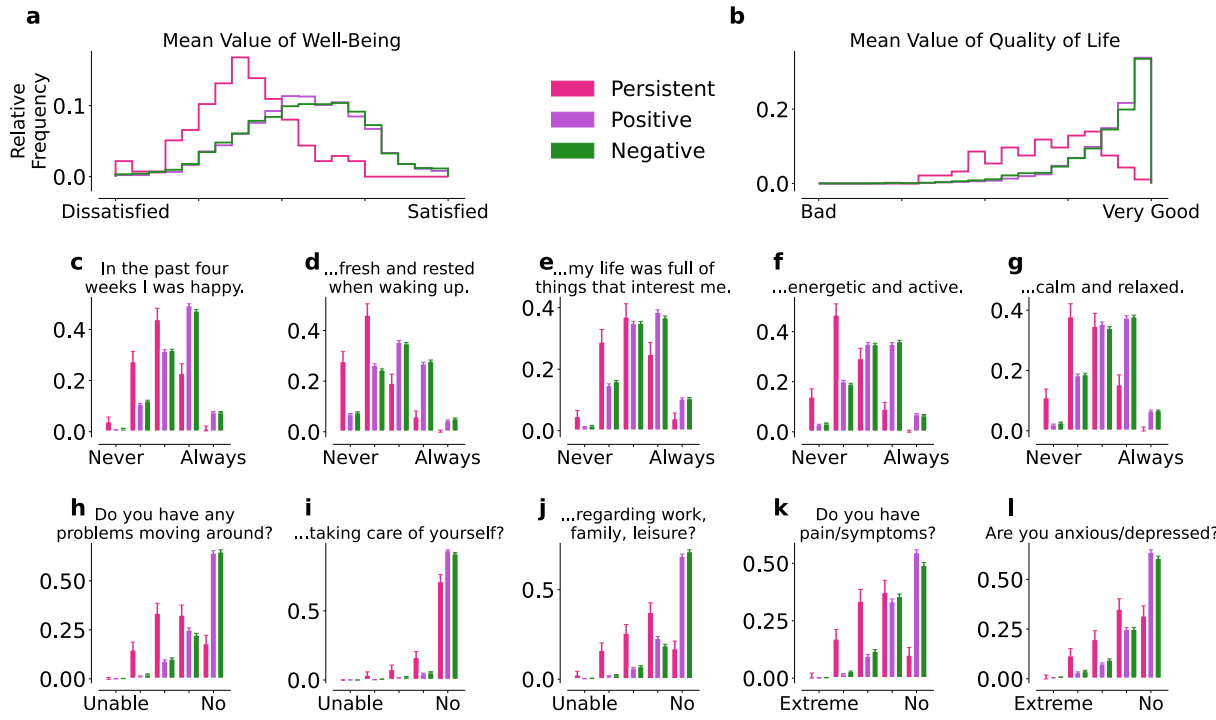 a
Mean Value of Well-Being
Relative
Frequency
0.1
0.0
Dissatisfied
Satisfied
Persistent
Positive
Negative
b
Mean Value of Quality of Life
0.2
0.0
Bad
Very Good
c
In the past four
weeks I was happy.
0.4
0.2
0.0
Never
Always
d
...fresh and rested
when waking up.
0.4
0.2
0.0
Never
Always
e
...my life was full of
things that interest me.
0.4
0.2
0.0
Never
Always
f
...energetic and active.
0.4
0.2
0.0
Never
Always
g
...calm and relaxed.
0.4
0.2
0.0
Never
Always
h
Do you have any
problems moving around?
0.50
0.25
0.00
Unable
No
i
...taking care of yourself?
0.5
0.0
Unable
No
j
...regarding work,
family, leisure?
0.5
0.0
Unable
No
k
Do you have
pain/symptoms?
0.50
0.25
0.00
Extreme
No
l
Are you anxious/depressed?
0.50
0.25
0.00
Extreme
No